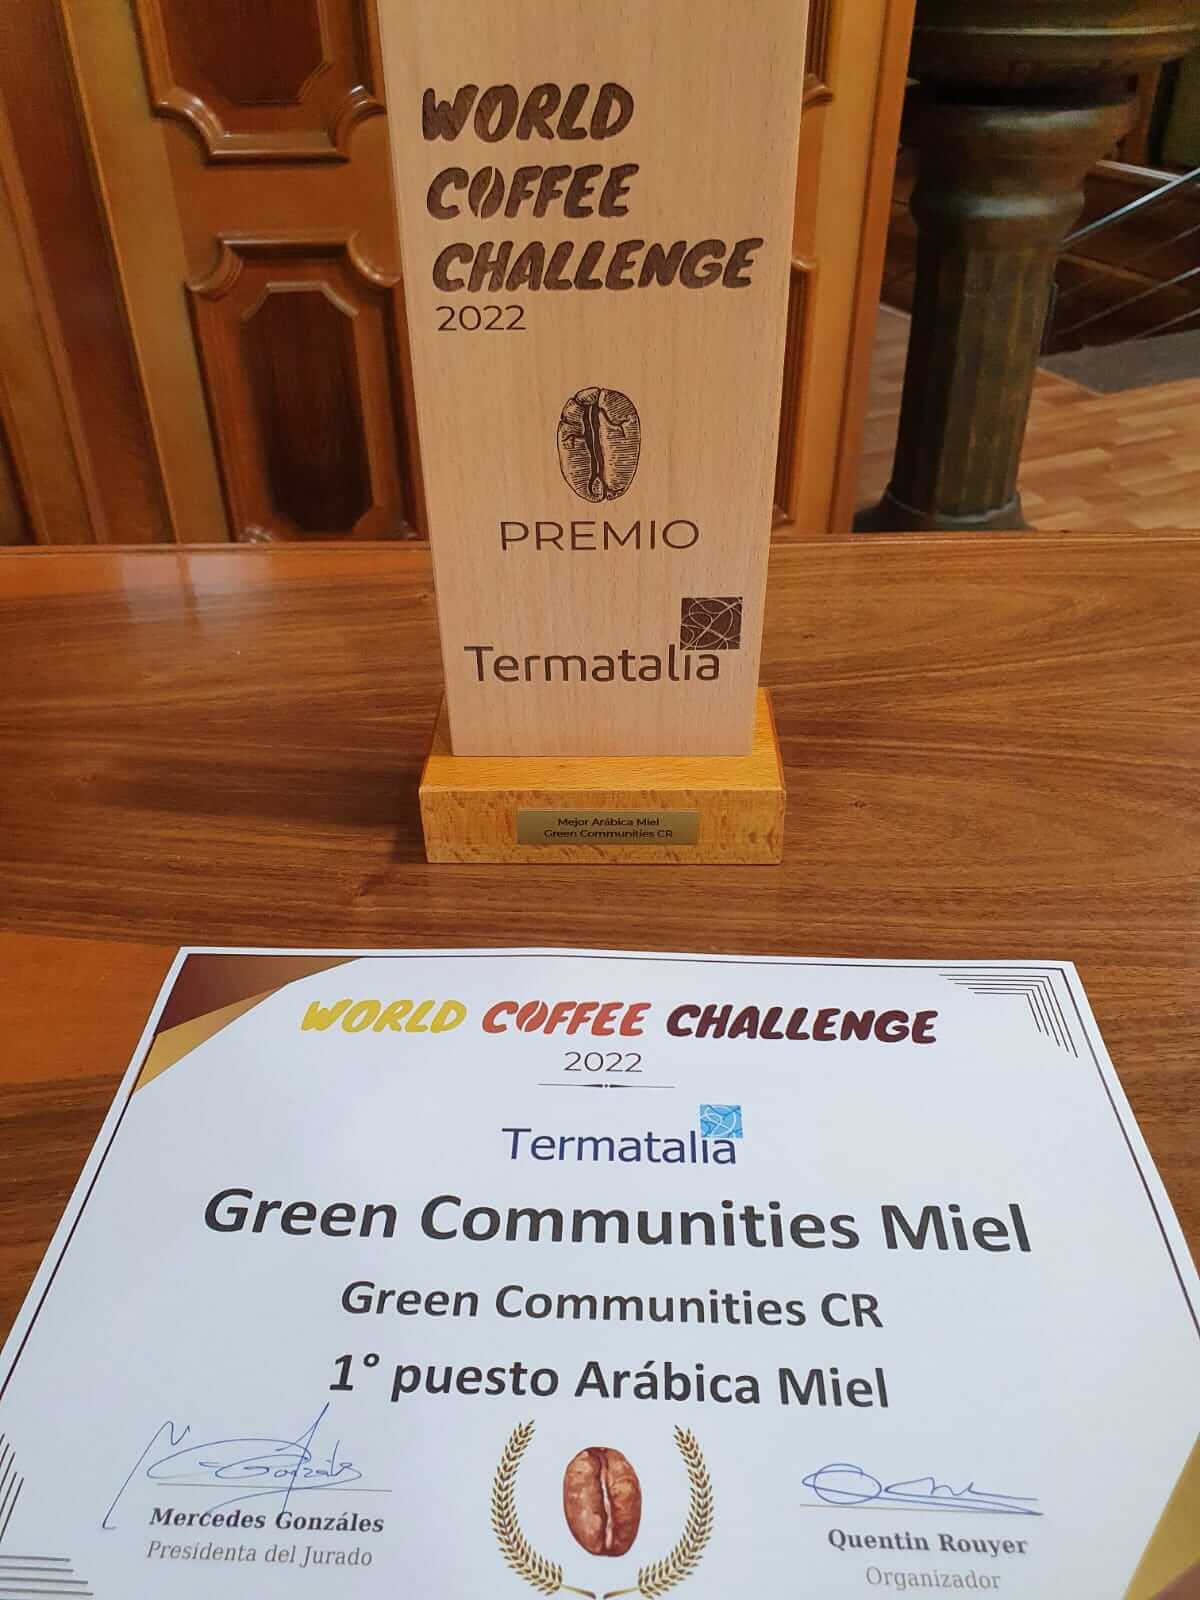 WORLD
COFFEE
CHALLENGE
2022
PREMIO
Termatalia
Mejor Arábica Miel
Green Communities CR
WORLD COFFEE CHALLENGE
2022
Termatalia
Green Communities Miel
Green Communities CR
1° puesto Arábica Miel
Mercedes Gonzáles
Presidenta del Jurado
Quentin Rouyer
Organizador